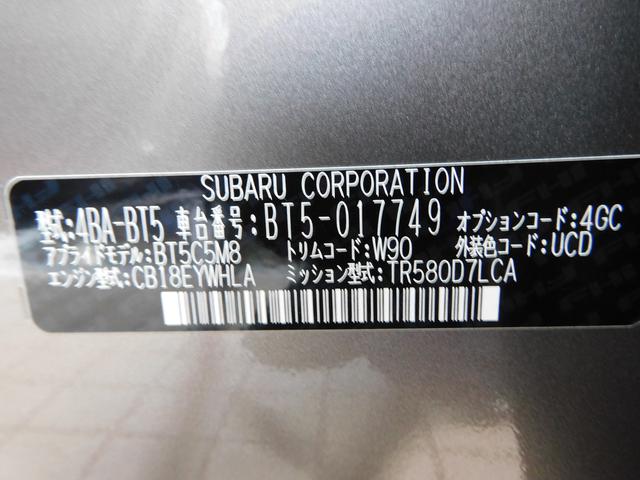 SUBARU CORPORATION
型式:4BA-BT5 車台番号:BT5-017749 オプションコード:4GC
アプライドモデル:BT5C5M8 トリムコード:W90 外装色コード:UCD
エンジン型式:CB18EYWHLA ミッション型式:TR580D7LCA